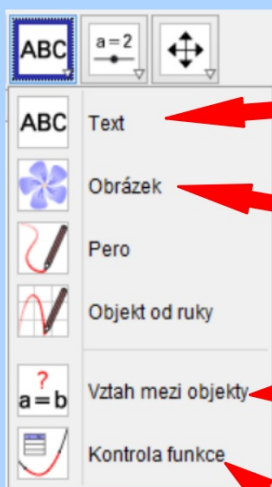 ABC a=2
ABC Text
Obrázek
Pero
Objekt od ruky
? a=b Vztah mezi objekty
Kontrola funkce